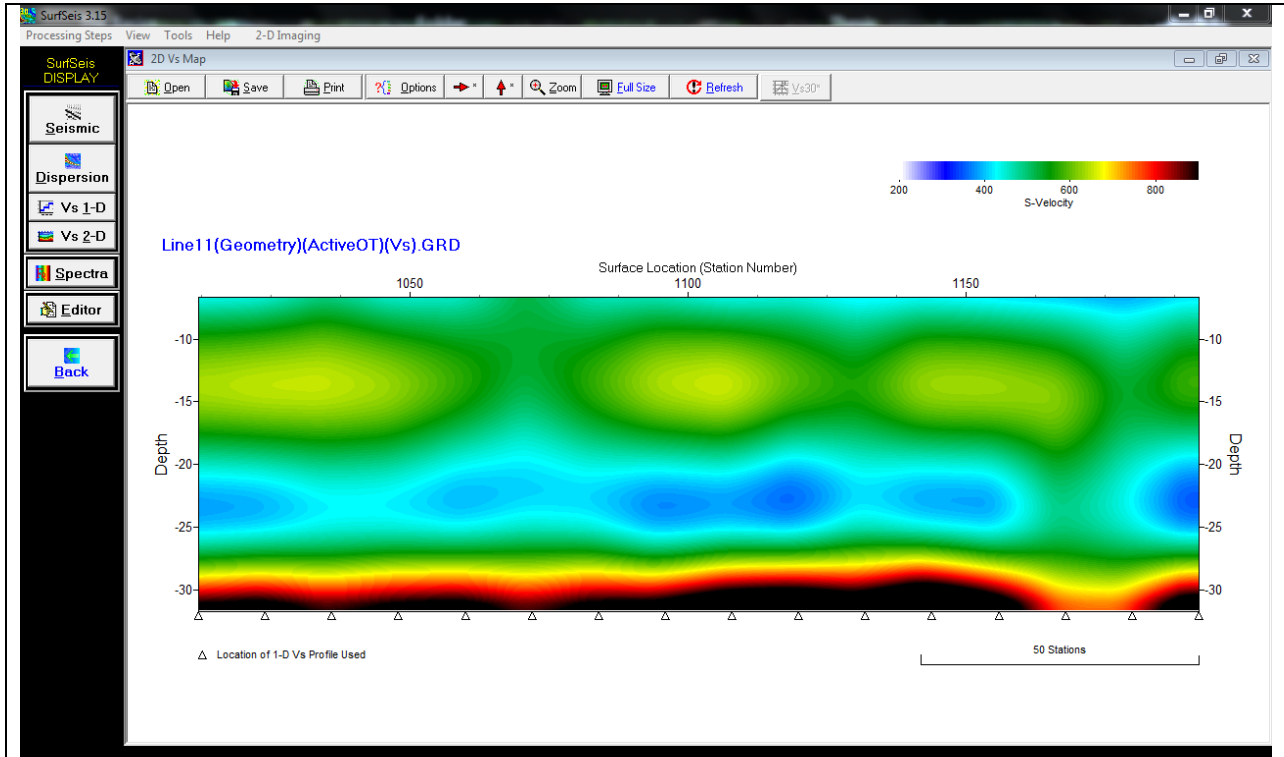 SurfSeis 3.15
Processing Steps View Tools Help 2-D Imaging
SurfSeis
DISPLAY
2D Vs Map
Open Save Print Options Zoom Full Size Refresh Vs30"
Seismic
Dispersion
Vs 1-D
Vs 2-D
Spectra
Editor
Back
200 400 600 800
S-Velocity
Line11(Geometry)(ActiveOT)(Vs).GRD
Surface Location (Station Number)
1050 1100 1150
-10 -10
-15 -15
Depth Depth
-20 -20
-25 -25
-30 -30
Location of 1-D Vs Profile Used
50 Stations